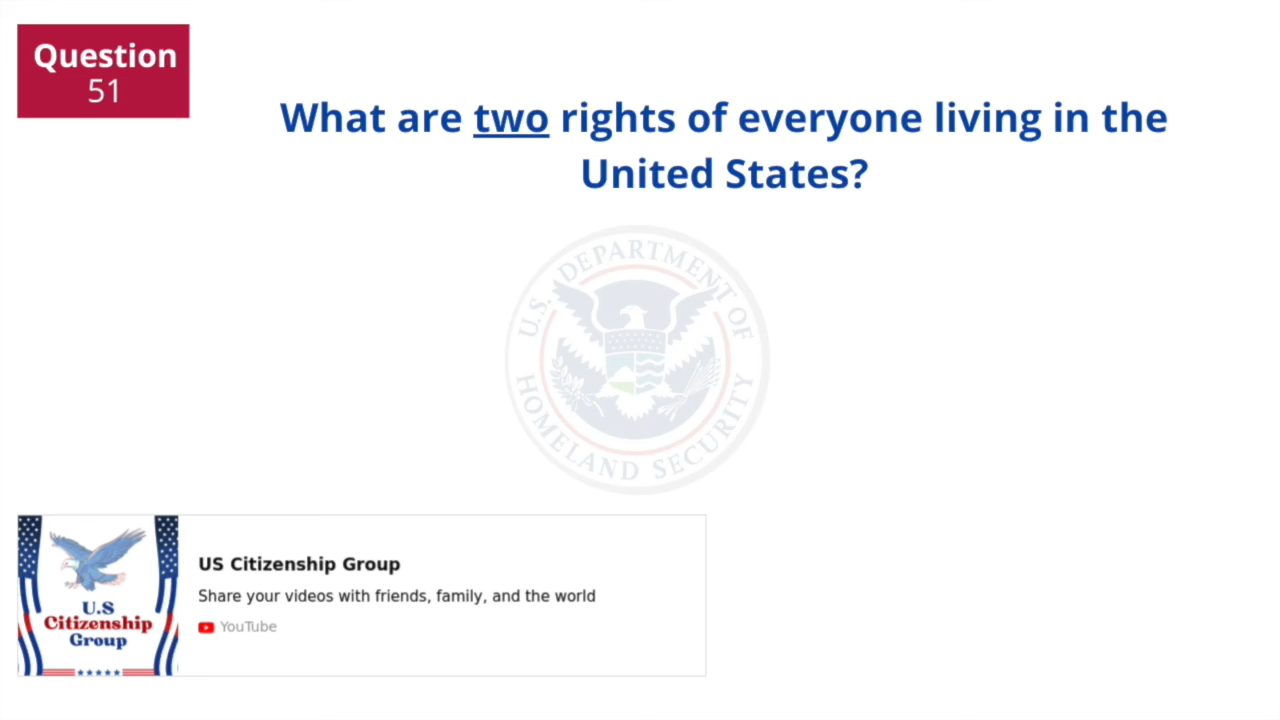 Question
51
What are two rights of everyone living in the
United States?
U.S. DEPARTMENT OF
HOMELAND SECURITY
U.S
Citizenship
Group
US Citizenship Group
Share your videos with friends, family, and the world
YouTube